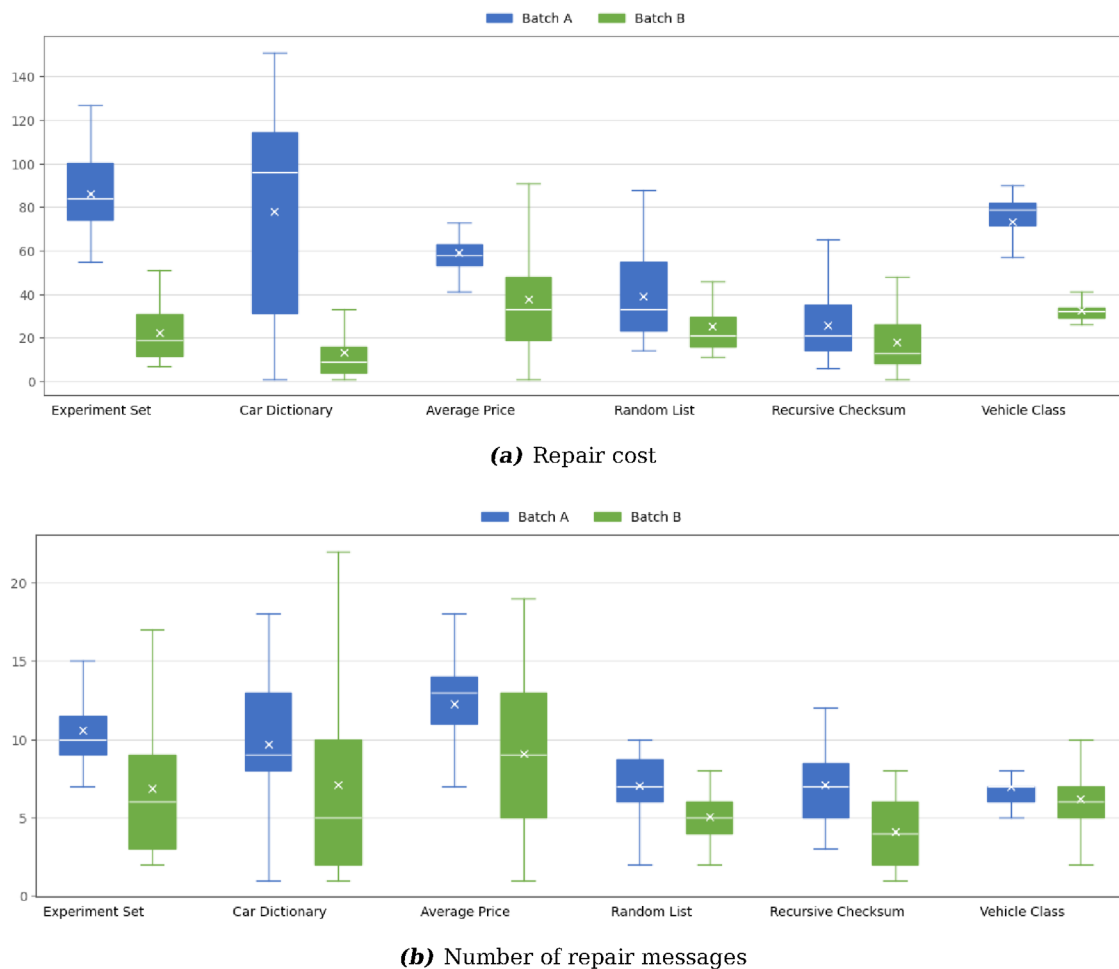 Batch A Batch B
140
120
100
80
60
40
20
0
Experiment Set Car Dictionary Average Price Random List Recursive Checksum Vehicle Class
(a) Repair cost
Batch A Batch B
20
15
10
5
0
Experiment Set Car Dictionary Average Price Random List Recursive Checksum Vehicle Class
(b) Number of repair messages